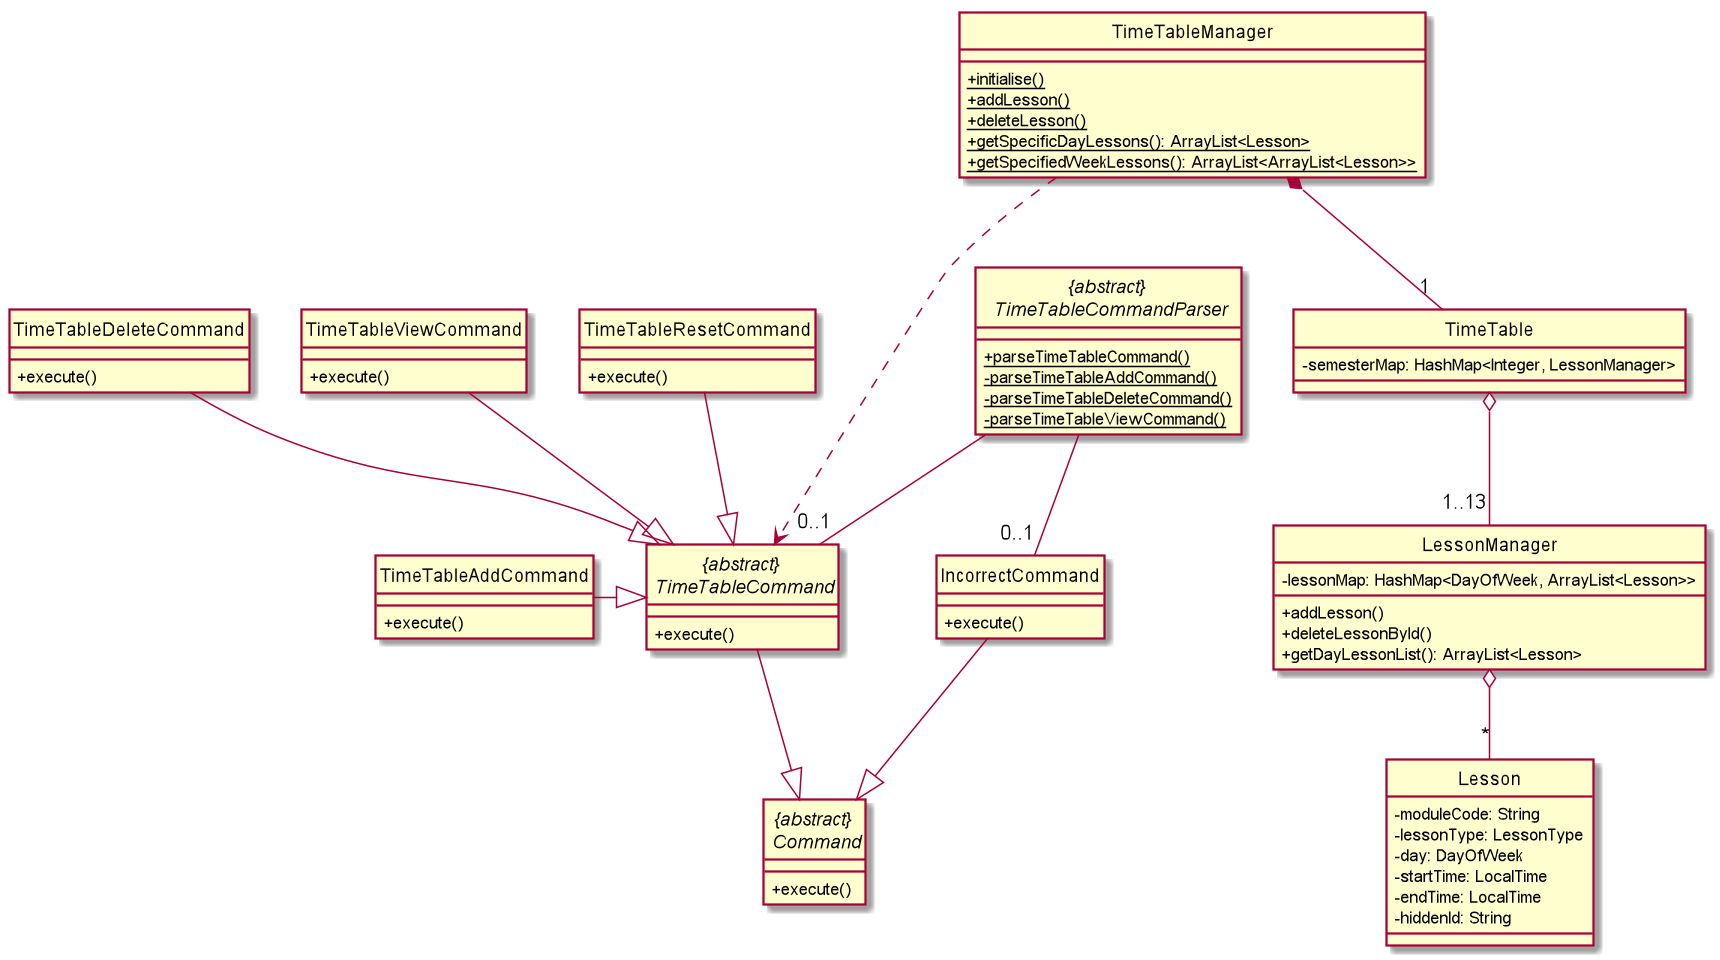 TimeTableManager
+initialise()
+addLesson()
+deleteLesson()
+getSpecificDayLessons(): ArrayList<Lesson>
+getSpecifiedWeekLessons(): ArrayList<ArrayList<Lesson>>
1
TimeTableDeleteCommand
+execute()
TimeTableViewCommand
+execute()
TimeTableResetCommand
+execute()
{abstract}
TimeTableCommandParser
+parseTimeTableCommand()
-parseTimeTableAddCommand()
-parseTimeTableDeleteCommand()
-parseTimeTableViewCommand()
TimeTable
-semesterMap: HashMap<Integer, LessonManager>
0..1
0..1
1..13
TimeTableAddCommand
+execute()
{abstract}
TimeTableCommand
+execute()
IncorrectCommand
+execute()
LessonManager
-lessonMap: HashMap<DayOfWeek, ArrayList<Lesson>>
+addLesson()
+deleteLessonById()
+getDayLessonList(): ArrayList<Lesson>
*
{abstract}
Command
+execute()
Lesson
-moduleCode: String
-lessonType: LessonType
-day: DayOfWeek
-startTime: LocalTime
-endTime: LocalTime
-hiddenId: String